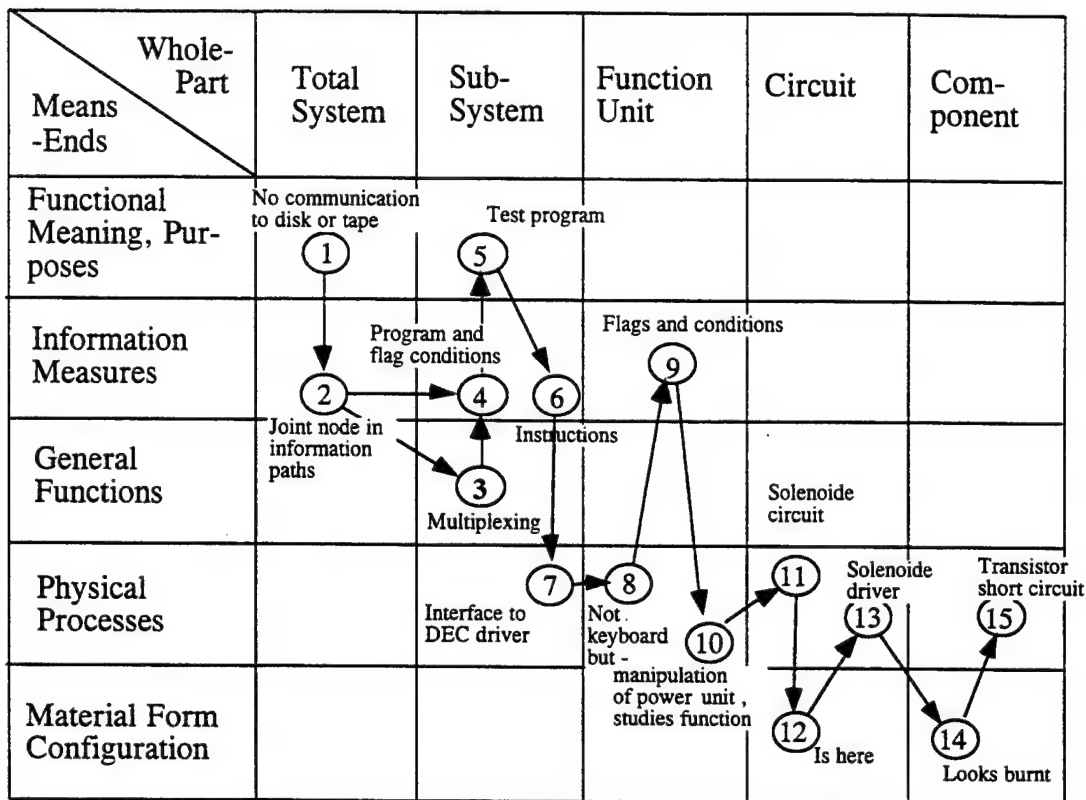 Whole-
Part
Means
-Ends
Total
System
Sub-
System
Function
Unit
Circuit
Com-
ponent
Functional
Meaning, Pur-
poses
No communication
to disk or tape
1
Test program
5
Information
Measures
Program and
flag conditions
Flags and conditions
2
4
6
9
Joint node in
information
paths
Instructions
General
Functions
3
Multiplexing
Solenoide
circuit
Physical
Processes
7
Interface to
DEC driver
8
Not
keyboard
but -
10
manipulation
of power unit ,
studies function
11
Solenoide
driver
13
Transistor
short circuit
15
Material Form
Configuration
12
Is here
14
Looks burnt